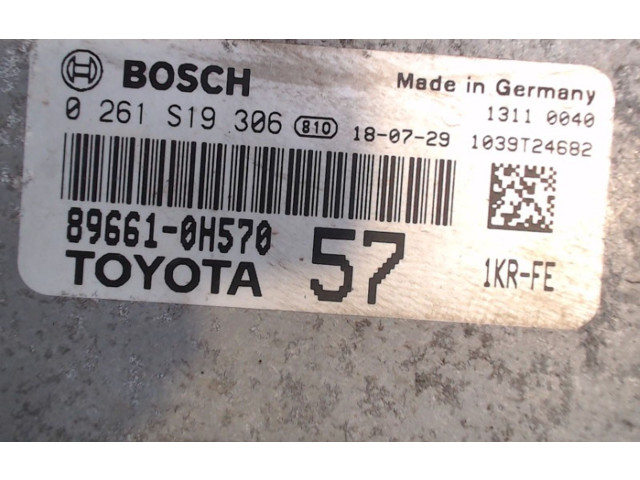 BOSCH Made in Germany
0 261 S19 306 810 18-07-29 1311 0040
1039T24682
89661-0H570
TOYOTA 57 1KR-FE